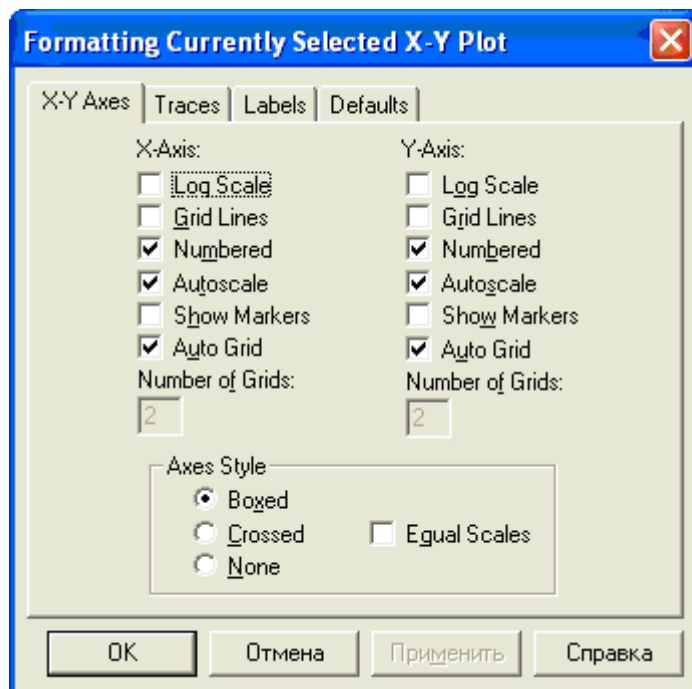 Formatting Currently Selected X-Y Plot
X-Y Axes Traces Labels Defaults
X-Axis: Y-Axis:
Log Scale Log Scale
Grid Lines Grid Lines
Numbered Numbered
Autoscale Autoscale
Show Markers Show Markers
Auto Grid Auto Grid
Number of Grids: Number of Grids:
2 2
Axes Style
Boxed
Crossed Equal Scales
None
OK Отмена Применить Справка